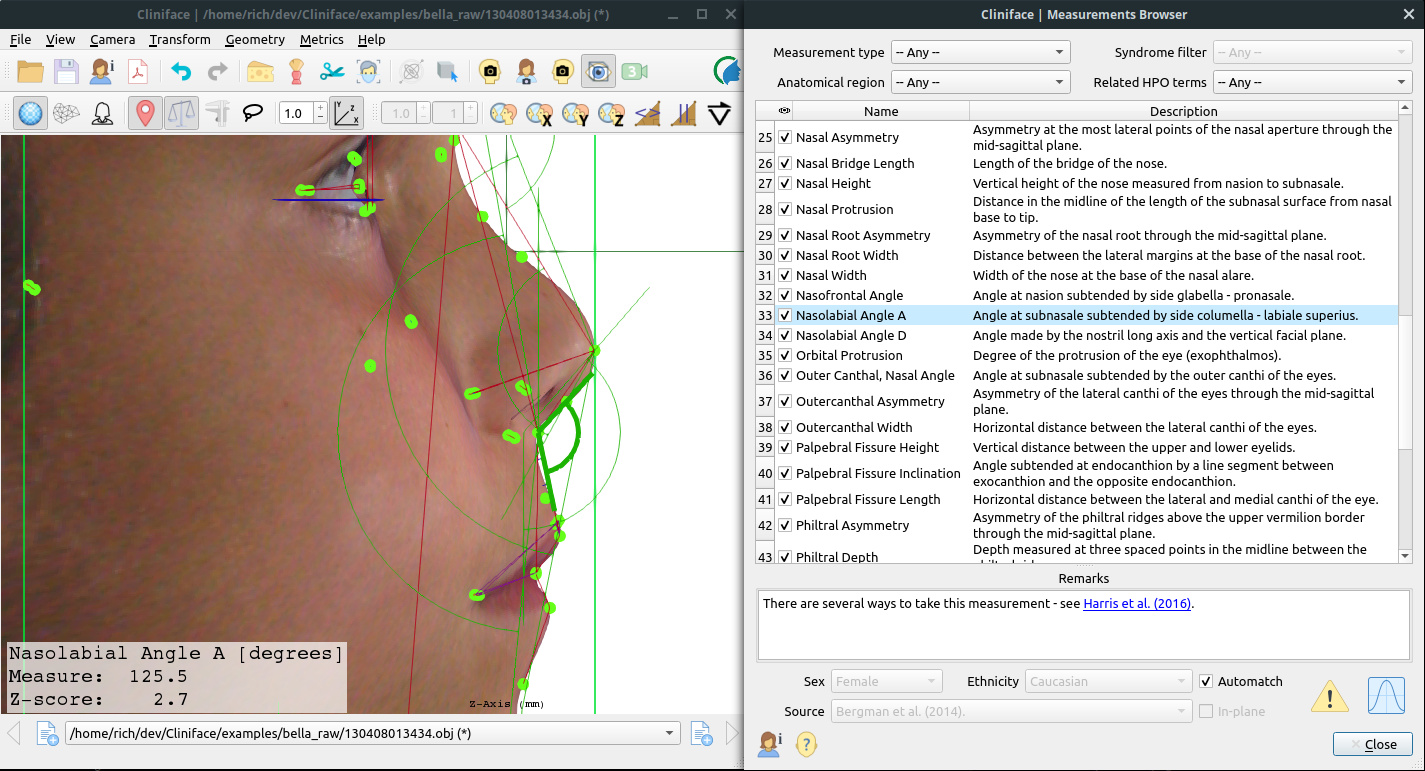 Cliniface | /home/rich/dev/Cliniface/examples/bella_raw/130408013434.obj (*)
File View Camera Transform Geometry Metrics Help
3
1.0
Y
Z
X
1.0
1
X
Y
Z
Nasolabial Angle A [degrees]
Measure: 125.5
Z-score: 2.7
Z-Axis (mm)
/home/rich/dev/Cliniface/examples/bella_raw/130408013434.obj (*)
Cliniface | Measurements Browser
Measurement type -- Any -- Syndrome filter -- Any --
Anatomical region -- Any -- Related HPO terms -- Any --
Name Description
25 Nasal Asymmetry Asymmetry at the most lateral points of the nasal aperture through the
mid-sagittal plane.
26 Nasal Bridge Length Length of the bridge of the nose.
27 Nasal Height Vertical height of the nose measured from nasion to subnasale.
28 Nasal Protrusion Distance in the midline of the length of the subnasal surface from nasal
base to tip.
29 Nasal Root Asymmetry Asymmetry of the nasal root through the mid-sagittal plane.
30 Nasal Root Width Distance between the lateral margins at the base of the nasal root.
31 Nasal Width Width of the nose at the base of the nasal alare.
32 Nasofrontal Angle Angle at nasion subtended by side glabella - pronasale.
33 Nasolabial Angle A Angle at subnasale subtended by side columella - labiale superius.
34 Nasolabial Angle D Angle made by the nostril long axis and the vertical facial plane.
35 Orbital Protrusion Degree of the protrusion of the eye (exophthalmos).
36 Outer Canthal, Nasal Angle Angle at subnasale subtended by the outer canthi of the eyes.
37 Outercanthal Asymmetry Asymmetry of the lateral canthi of the eyes through the mid-sagittal
plane.
38 Outercanthal Width Horizontal distance between the lateral canthi of the eyes.
39 Palpebral Fissure Height Vertical distance between the upper and lower eyelids.
40 Palpebral Fissure Inclination Angle subtended at endocanthion by a line segment between
exocanthion and the opposite endocanthion.
41 Palpebral Fissure Length Horizontal distance between the lateral and medial canthi of the eye.
42 Philtral Asymmetry Asymmetry of the philtral ridges above the upper vermilion border
through the mid-sagittal plane.
43 Philtral Depth Depth measured at three spaced points in the midline between the
Remarks
There are several ways to take this measurement - see Harris et al. (2016).
Sex Female Ethnicity Caucasian Automatch
Source Bergman et al. (2014). In-plane
Close